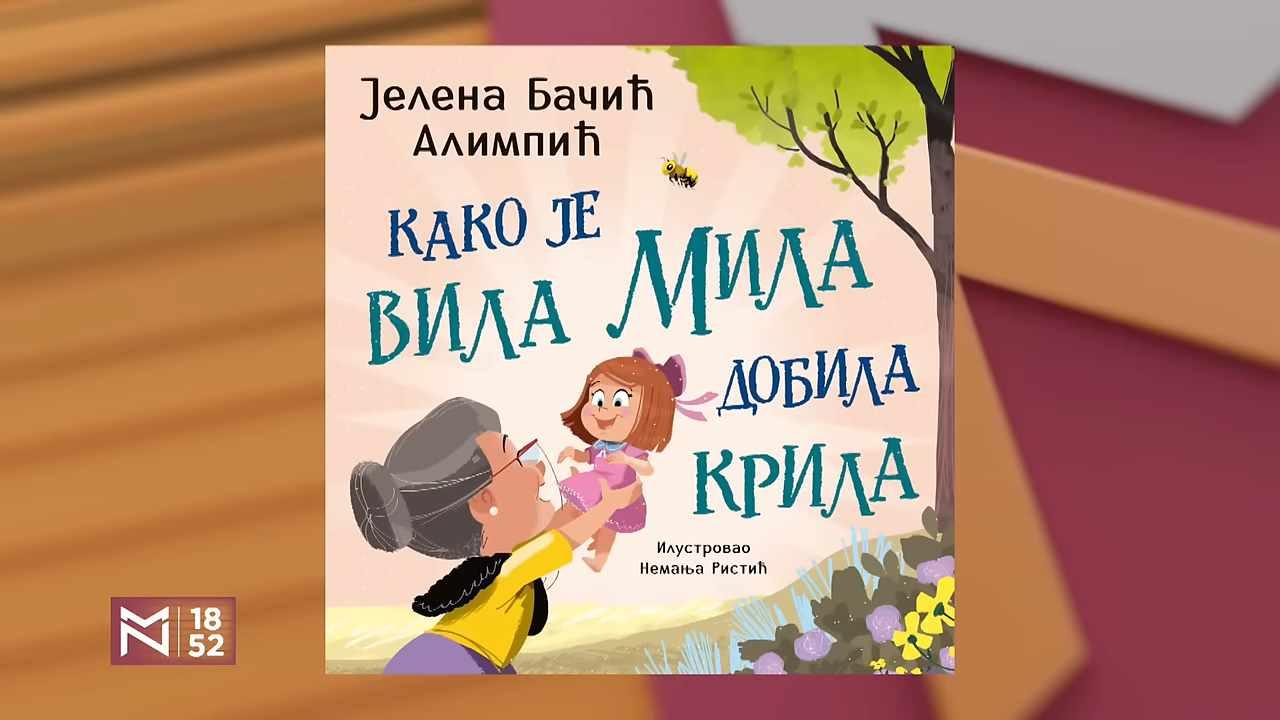 Јелена Бачић
Алимпић
КАКО ЈЕ
ВИЛА МИЛА
ДОБИЛА
КРИЛА
Илустровао
Немања Ристић
18
52